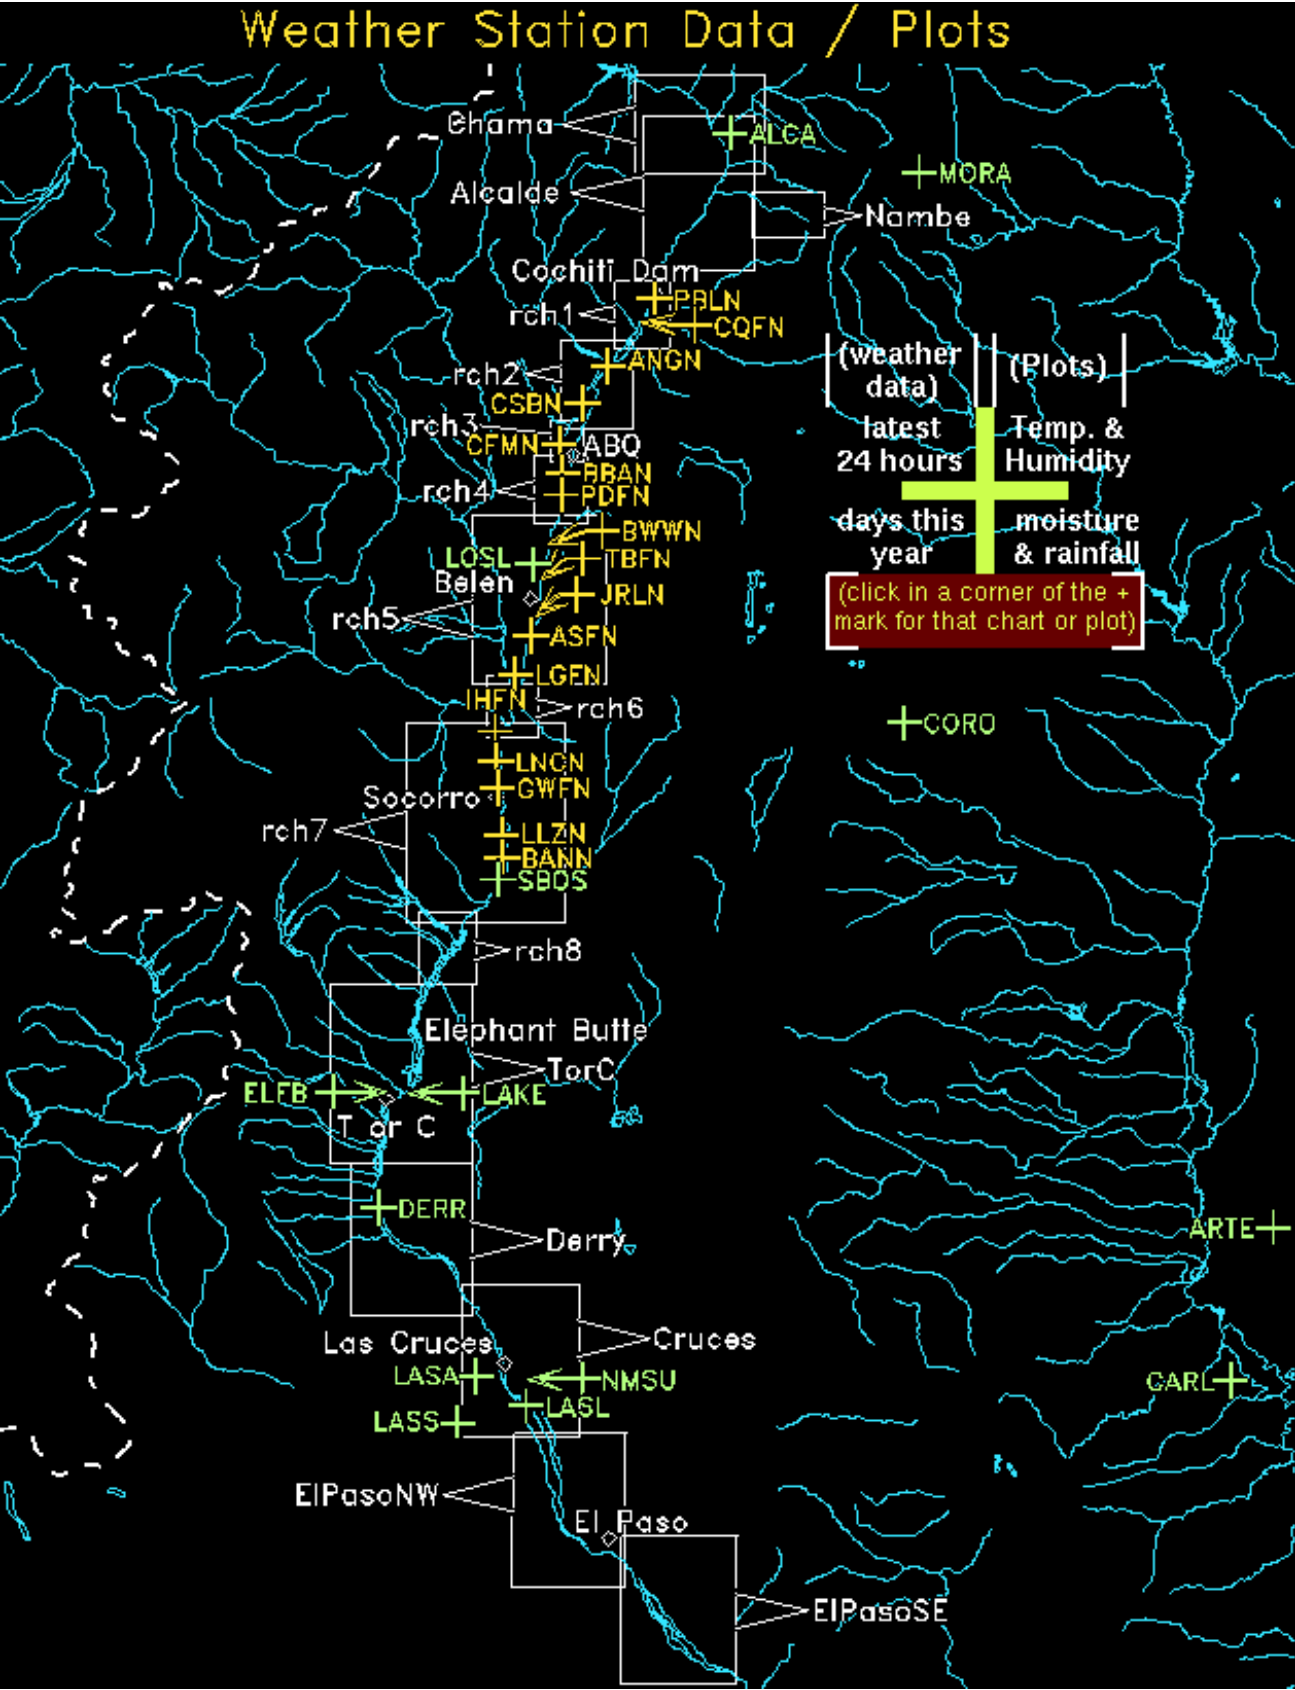 Weather Station Data / Plots
Chama
ALCA
MORA
Alcalde
Nambe
Cochiti Dam
PBLN
rch1
CQFN
(weather data)
(Plots)
ANGN
rch2
CSBN
rch3
CFMN
ABQ
latest 24 hours
Temp. & Humidity
BBAN
rch4
PDFN
days this year
moisture & rainfall
BWWN
LOSL
TBFN
Belen
JRLN
(click in a corner of the +
mark for that chart or plot)
rch5
ASFN
LGEN
IHFN
rch6
CORO
LNCN
GWFN
Socorro
rch7
LLZN
BANN
SBOS
rch8
Elephant Butte
TorC
ELFB
LAKE
T or C
DERR
ARTE
Derry
Las Cruces
Cruces
LASA
NMSU
CARL
LASL
LASS
ElPasoNW
El Paso
ElPasoSE